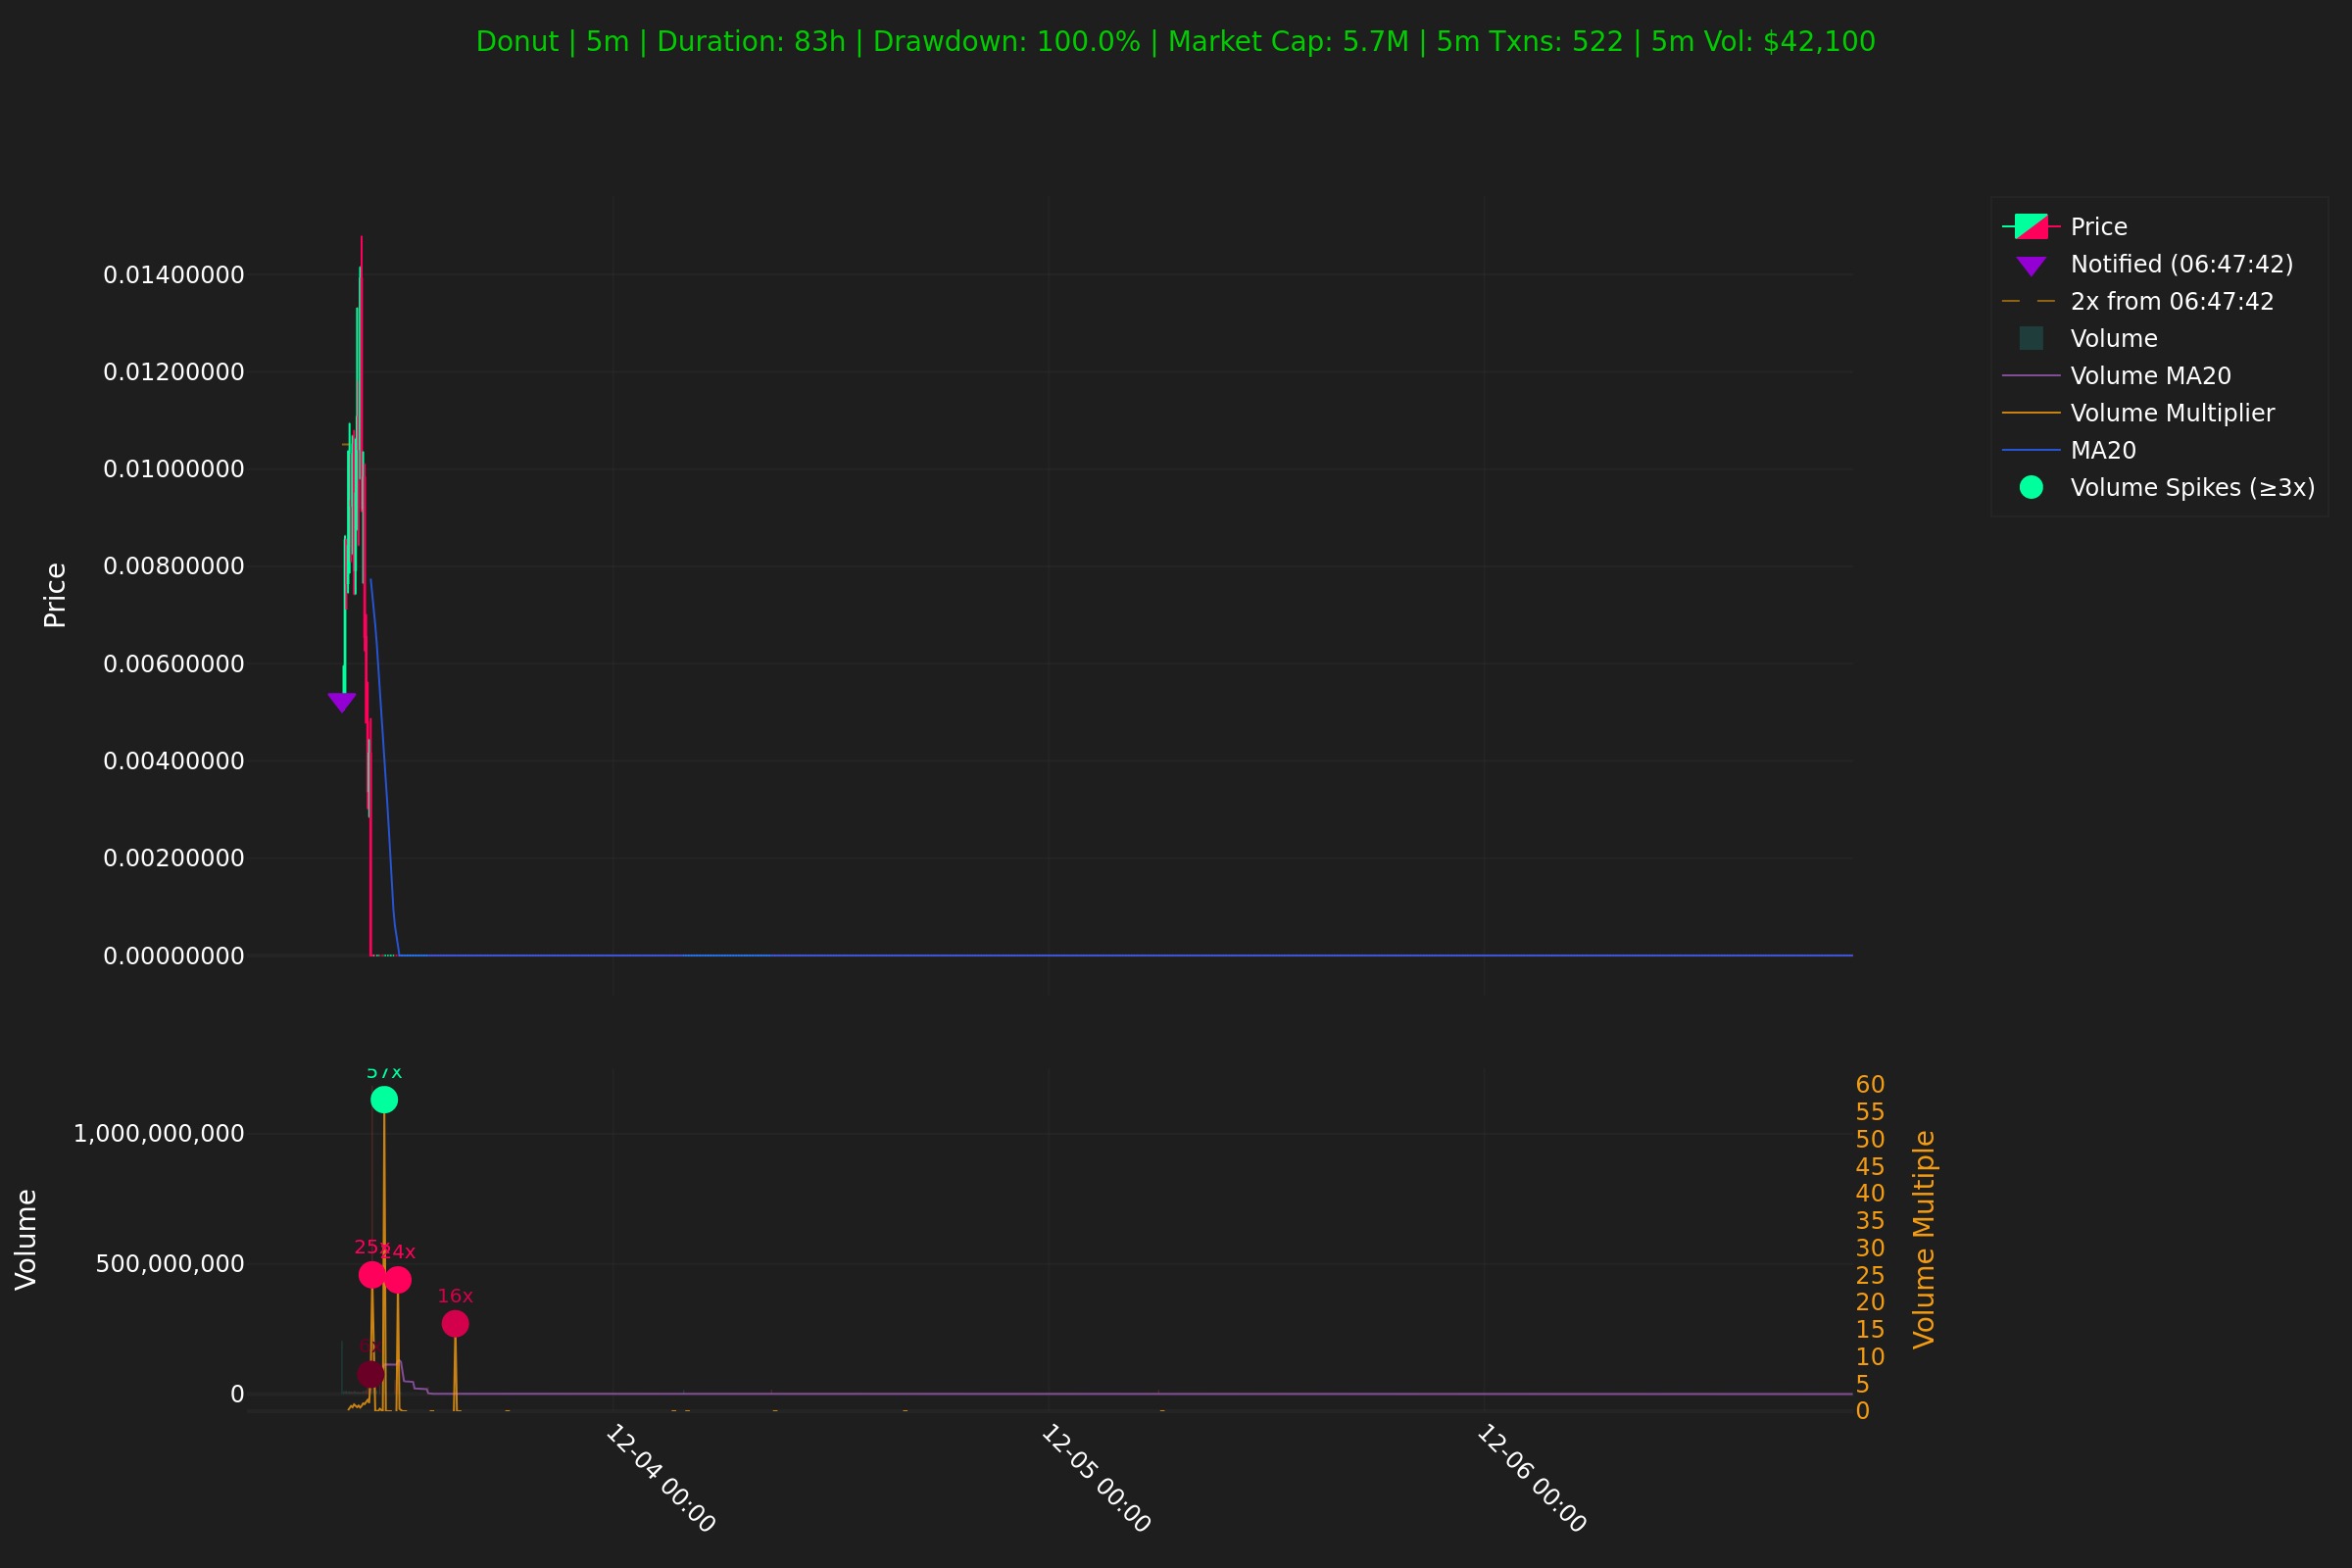 Donut | 5m | Duration: 83h | Drawdown: 100.0% | Market Cap: 5.7M | 5m Txns: 522 | 5m Vol: $42,100
Price
0.01400000
0.01200000
0.01000000
0.00800000
0.00600000
0.00400000
0.00200000
0.00000000
Price
Notified (06:47:42)
2x from 06:47:42
Volume
Volume MA20
Volume Multiplier
MA20
Volume Spikes (≥3x)
Volume
1,000,000,000
500,000,000
0
57x
25x
24x
16x
60
55
50
45
40
35
30
25
20
15
10
5
0
Volume Multiple
12-04 00:00
12-05 00:00
12-06 00:00